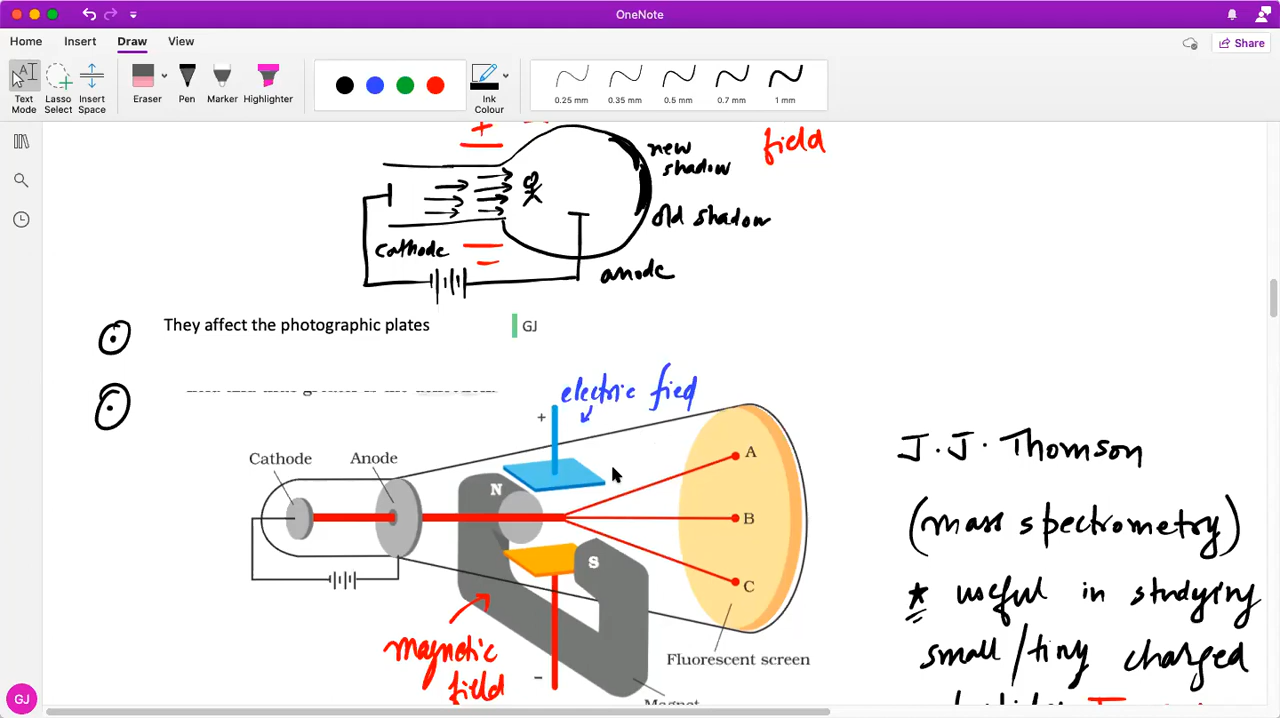 OneNote
Home Insert Draw View
Share
Text Mode
Lasso Select
Insert Space
Eraser
Pen
Marker
Highlighter
Ink Colour
0.25 mm
0.35 mm
0.5 mm
0.7 mm
1 mm
+
field
new
shadow
old shadow
cathode
anode
They affect the photographic plates
GJ
electric fied
+
Cathode
Anode
N
A
B
S
C
J.J. Thomson
(mass spectrometry)
* useful in studying
small/tiny charged
magnetic
field
Fluorescent screen
-
Magnet
GJ